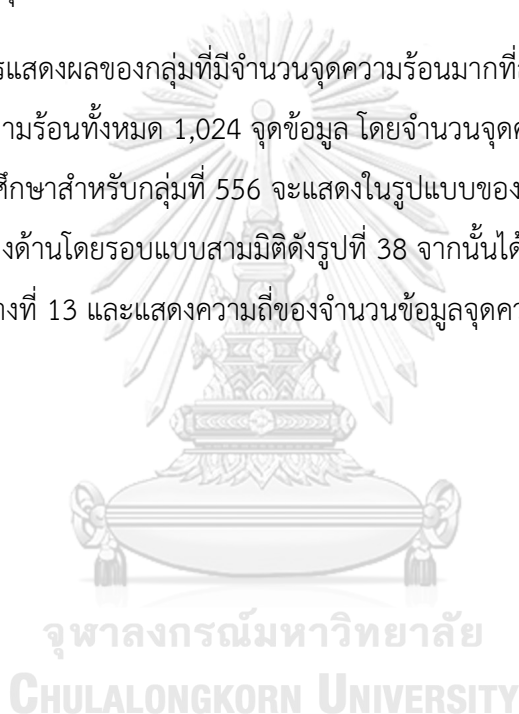 รแสดงผลของกลุ่มที่มีจำนวนจุดความร้อนมากที่
ามร้อนทั้งหมด 1,024 จุดข้อมูล โดยจำนวนจุดค
ศึกษาสำหรับกลุ่มที่ 556 จะแสดงในรูปแบบของ
งด้านโดยรอบแบบสามมิติดังรูปที่ 38 จากนั้นได้
างที่ 13 และแสดงความถี่ของจำนวนข้อมูลจุดคว
จุฬาลงกรณ์มหาวิทยาลัย
CHULALONGKORN UNIVERSITY